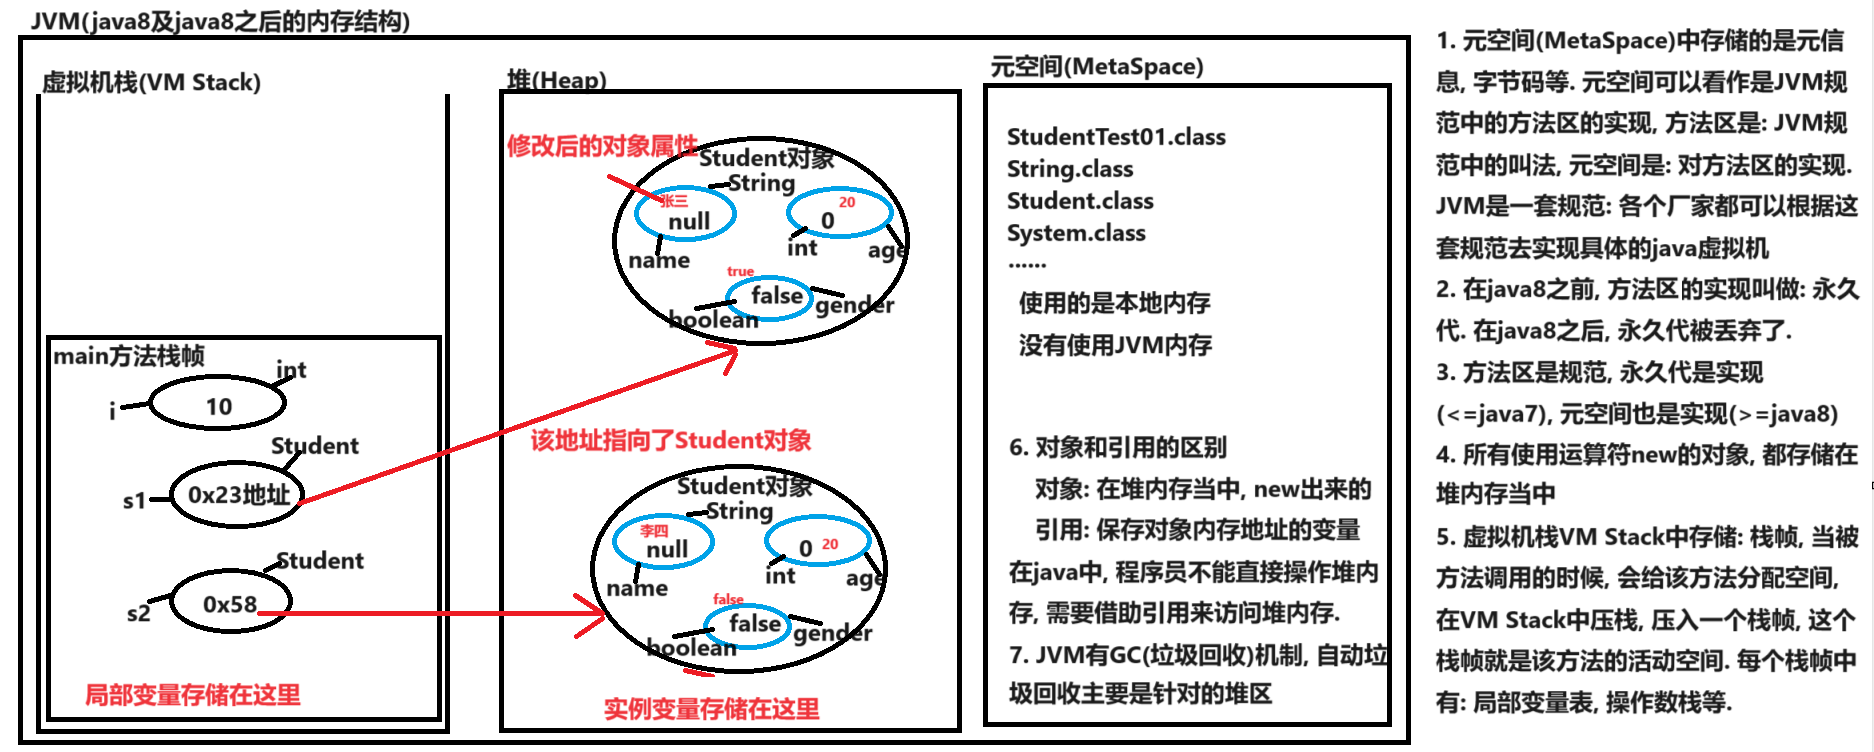 JVM(java8及java8之后的内存结构)
虚拟机栈(VM Stack)
main方法栈帧
int
i
10
Student
s1
0x23地址
Student
s2
0x58
局部变量存储在这里
堆(Heap)
修改后的对象属性
Student对象
String
张三
null
name
20
0
int
age
true
false
boolean
gender
该地址指向了Student对象
Student对象
String
李四
null
name
0
20
int
age
false
false
boolean
gender
实例变量存储在这里
元空间(MetaSpace)
StudentTest01.class
String.class
Student.class
System.class
......
使用的是本地内存
没有使用JVM内存
6. 对象和引用的区别
对象: 在堆内存当中, new出来的
引用: 保存对象内存地址的变量
在java中, 程序员不能直接操作堆内
存, 需要借助引用来访问堆内存.
7. JVM有GC(垃圾回收)机制, 自动垃
圾回收主要是针对的堆区
1. 元空间(MetaSpace)中存储的是元信
息, 字节码等. 元空间可以看作是JVM规
范中的方法区的实现, 方法区是: JVM规
范中的叫法, 元空间是: 对方法区的实现.
JVM是一套规范: 各个厂家都可以根据这
套规范去实现具体的java虚拟机
2. 在java8之前, 方法区的实现叫做: 永久
代. 在java8之后, 永久代被丢弃了.
3. 方法区是规范, 永久代是实现
(<=java7), 元空间也是实现(>=java8)
4. 所有使用运算符new的对象, 都存储在
堆内存当中
5. 虚拟机栈VM Stack中存储: 栈帧, 当被
方法调用的时候, 会给该方法分配空间,
在VM Stack中压栈, 压入一个栈帧, 这个
栈帧就是该方法的活动空间. 每个栈帧中
有: 局部变量表, 操作数栈等.